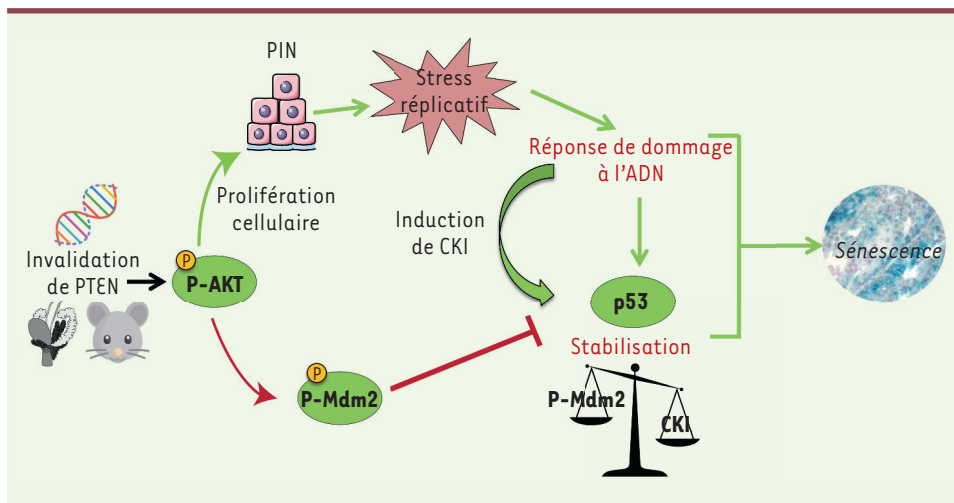 PIN
Stress
réplicatif
Réponse de dommage
à l'ADN
Prolifération
cellulaire
Induction
de CKI
Invalidation
de PTEN
P
P-AKT
p53
Sénescence
Stabilisation
P
P-Mdm2
P-Mdm2
CKI